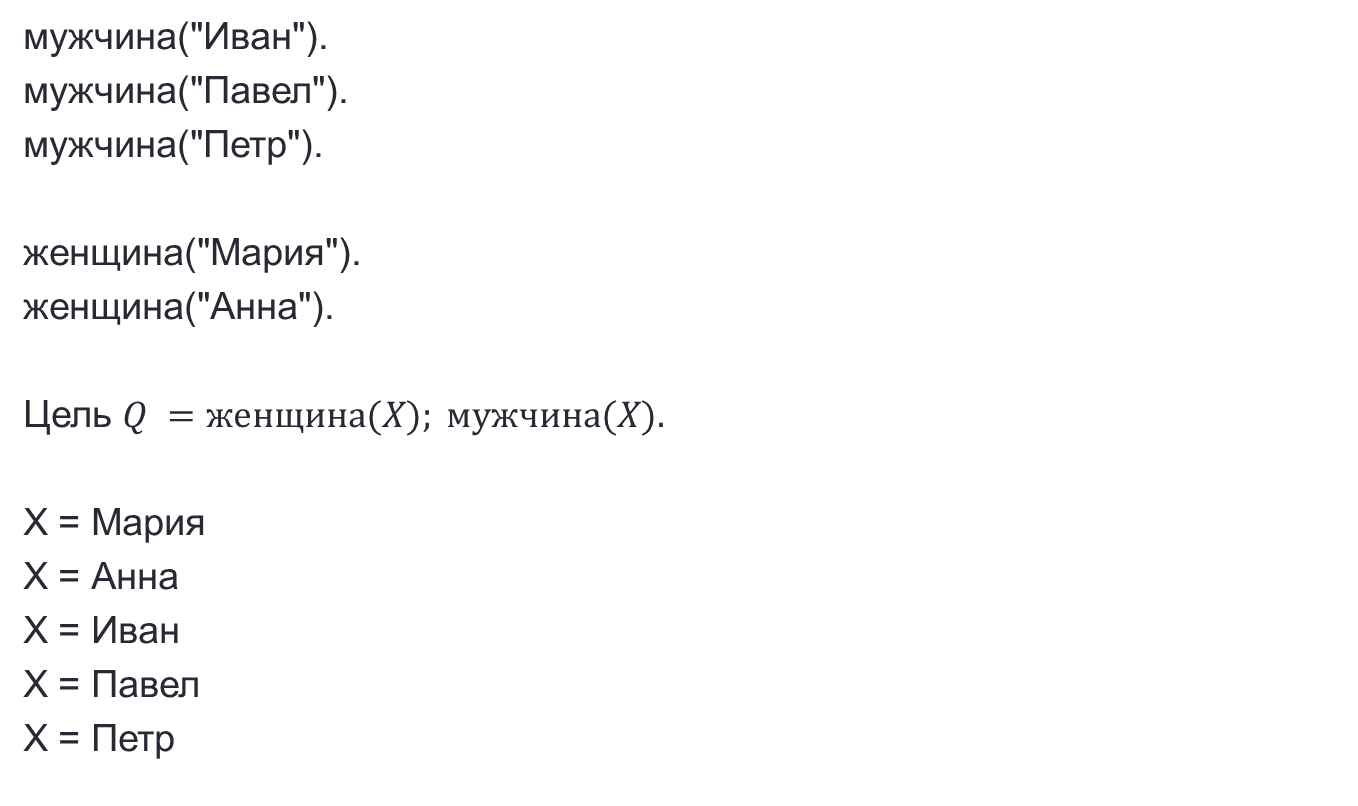 мужчина("Иван").
мужчина("Павел").
мужчина("Петр").
женщина("Мария").
женщина("Анна").
Цель Q = женщина(X); мужчина(X).
X = Мария
X = Анна
X = Иван
X = Павел
X = Петр